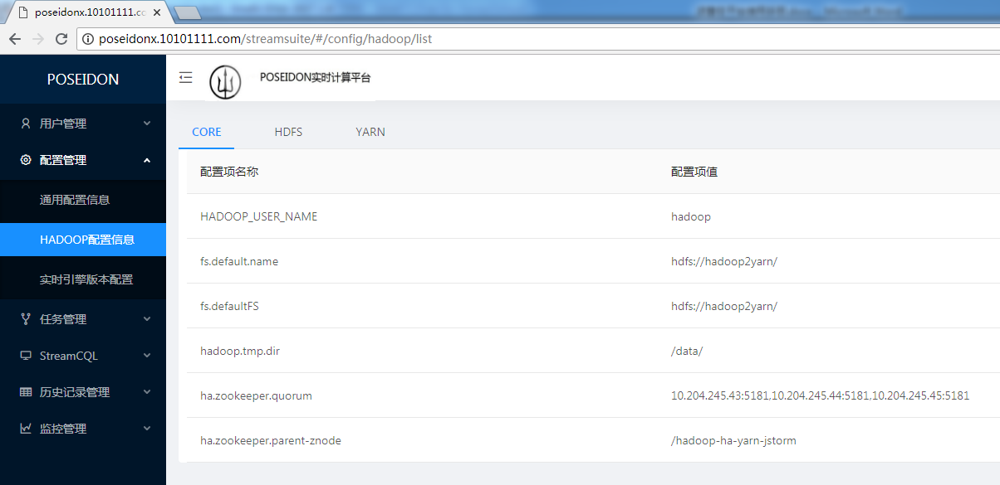 poseidonx.10101111.cc
poseidonx.10101111.com/streamsuite/#/config/hadoop/list
POSEIDON
POSEIDON实时计算平台
用户管理
配置管理
通用配置信息
HADOOP配置信息
实时引擎版本配置
任务管理
StreamCQL
历史记录管理
监控管理
CORE HDFS YARN
配置项名称 配置项值
HADOOP_USER_NAME hadoop
fs.default.name hdfs://hadoop2yarn/
fs.defaultFS hdfs://hadoop2yarn/
hadoop.tmp.dir /data/
ha.zookeeper.quorum 10.204.245.43:5181,10.204.245.44:5181,10.204.245.45:5181
ha.zookeeper.parent-znode /hadoop-ha-yarn-jstorm